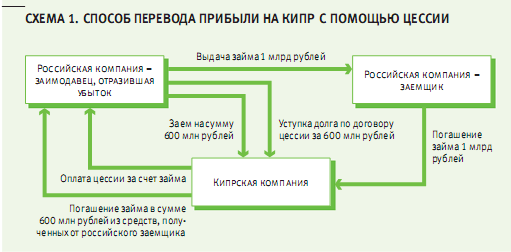 СХЕМА 1. СПОСОБ ПЕРЕВОДА ПРИБЫЛИ НА КИПР С ПОМОЩЬЮ ЦЕССИИ
Выдача займа 1 млрд рублей
Российская компания –
заимодавец, отразившая
убыток
Российская компания –
заемщик
Заем на сумму
600 млн рублей
Уступка долга по договору
цессии за 600 млн рублей
Погашение
займа 1 млрд
рублей
Оплата цессии за счет займа
Кипрская компания
Погашение займа в сумме
600 млн рублей из средств, полу-
ченных от российского заемщика